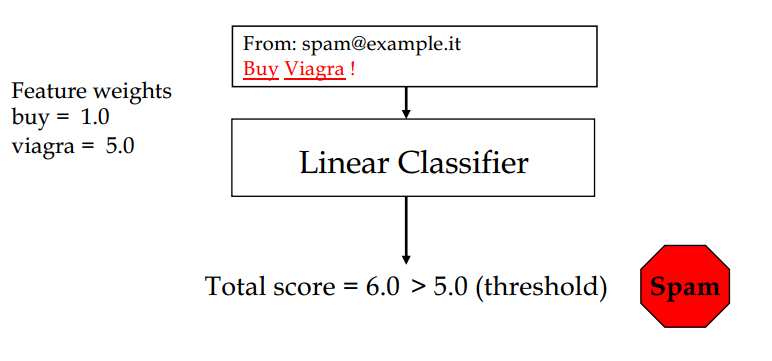 From: spam@example.it
Buy Viagra !
Feature weights
buy = 1.0
viagra = 5.0
Linear Classifier
Total score = 6.0 > 5.0 (threshold)
Spam